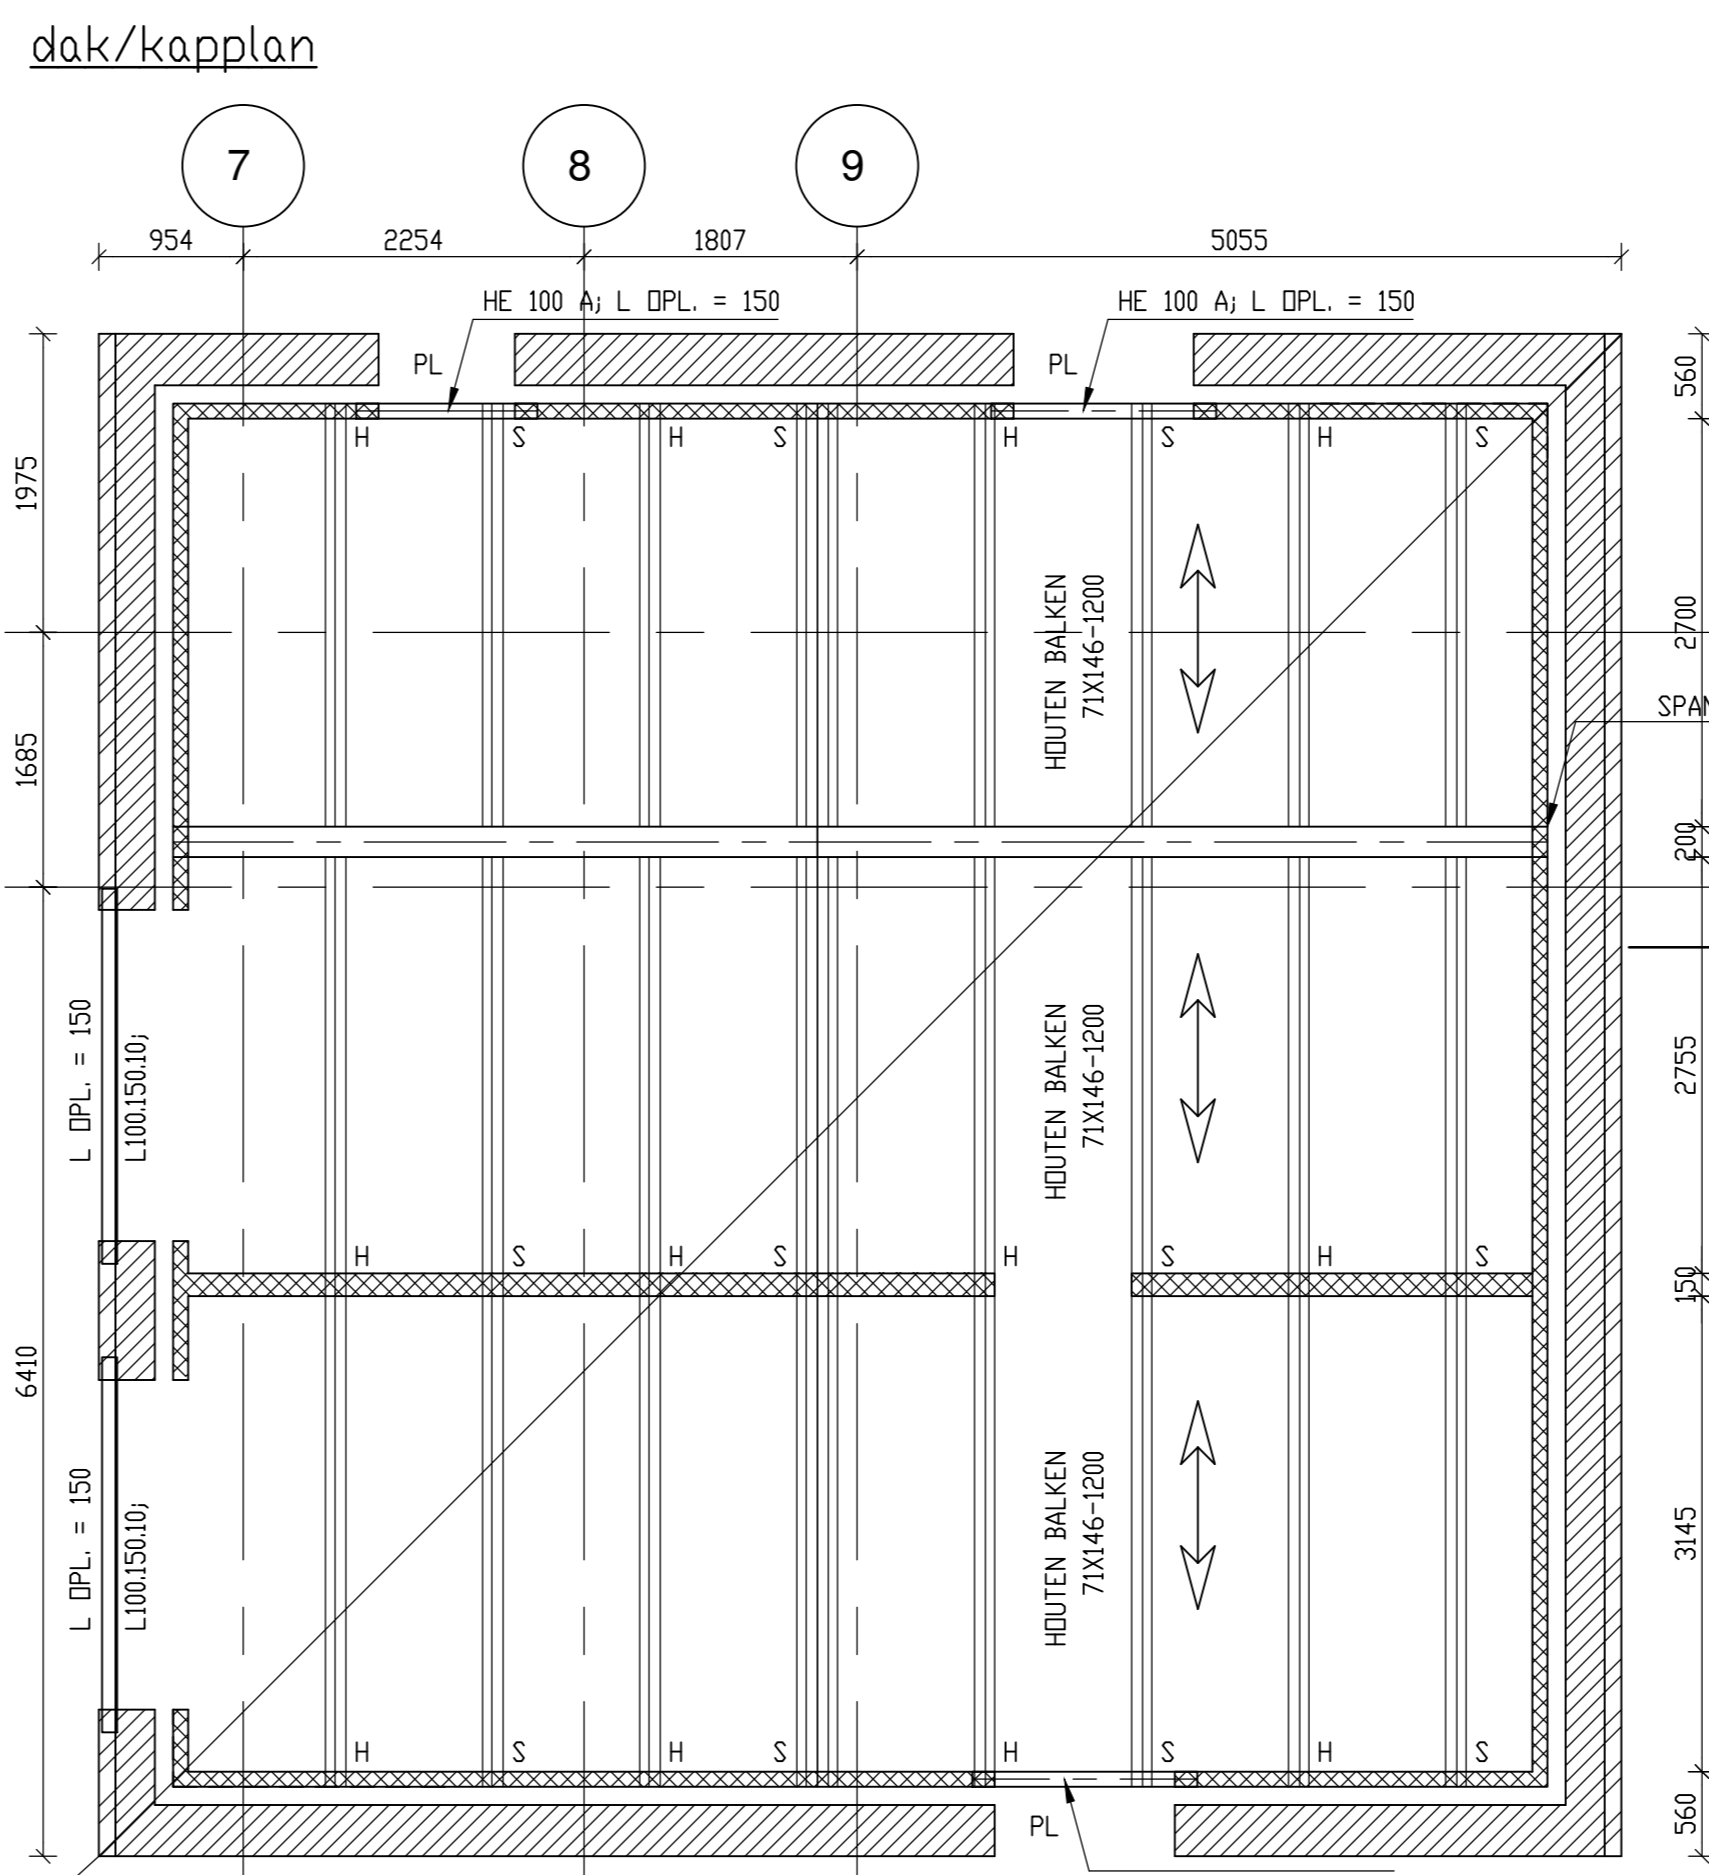 dak/kapplan
7 8 9
954 2254 1807 5055
HE 100 A; L OPL. = 150 HE 100 A; L OPL. = 150
PL PL
560
H S H S H S H S
1975
HOUTEN BALKEN
71X146-1200
2700
SPAN
1685
200
L OPL. = 150
L100.150.10;
HOUTEN BALKEN
71X146-1200
2755
H S H S H S H S
150
6410
L OPL. = 150
L100.150.10;
HOUTEN BALKEN
71X146-1200
3145
H S H S H S H S
PL
560